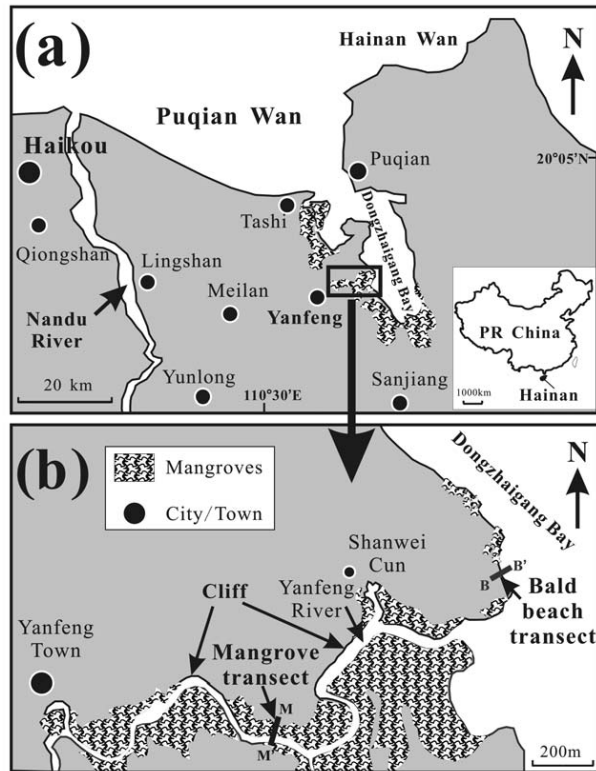 (a)
Hainan Wan
N
Puqian Wan
Haikou
Puqian
20°05'N
Tashi
Dongzhaigang Bay
Qiongshan
Lingshan
Meilan
Yanfeng
Nandu
River
PR China
20 km
Yunlong
110°30'E
Sanjiang
1000km
Hainan
(b)
Mangroves
City/Town
Dongzhaigang Bay
N
Shanwei
Cun
B
B'
Bald
beach
transect
Cliff
Yanfeng
River
Yanfeng
Town
Mangrove
transect
M
M'
200m